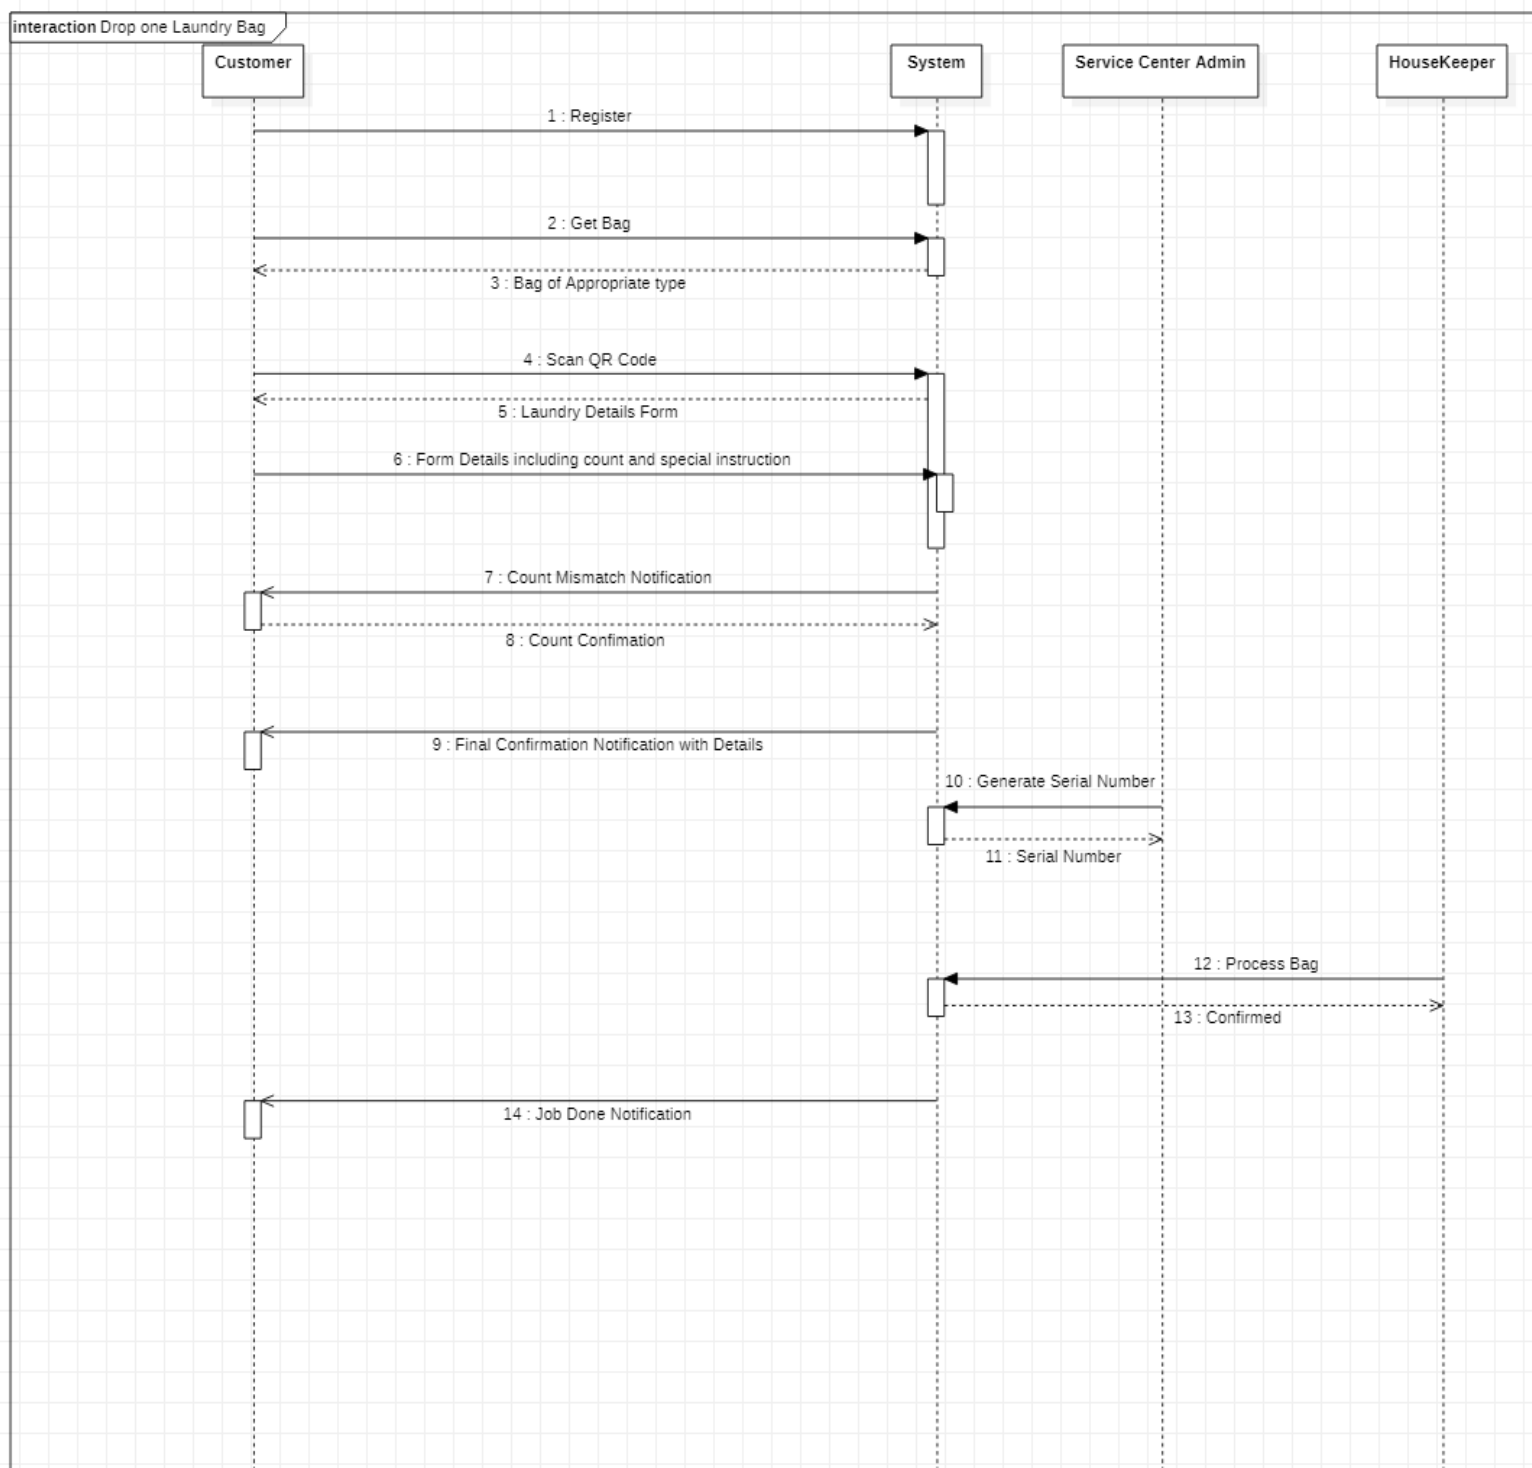 interaction Drop one Laundry Bag
Customer
System
Service Center Admin
HouseKeeper
1 : Register
2 : Get Bag
3 : Bag of Appropriate type
4 : Scan QR Code
5 : Laundry Details Form
6 : Form Details including count and special instruction
7 : Count Mismatch Notification
8 : Count Confimation
9 : Final Confirmation Notification with Details
10 : Generate Serial Number
11 : Serial Number
12 : Process Bag
13 : Confirmed
14 : Job Done Notification